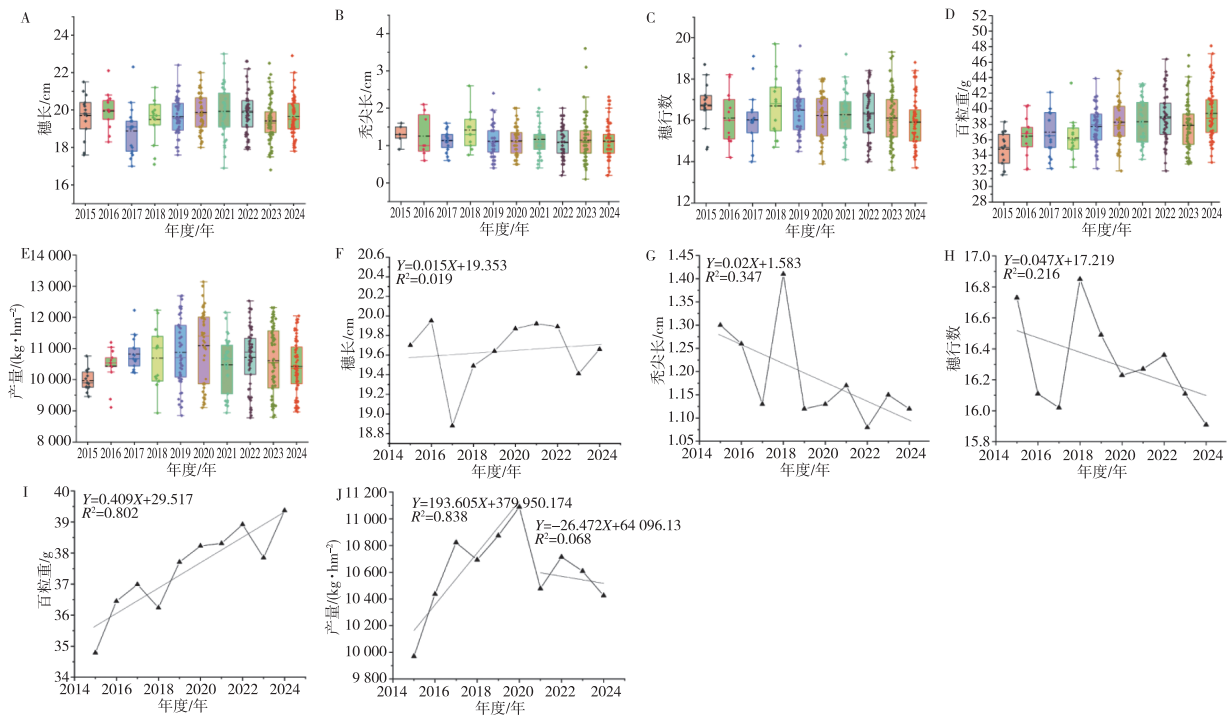 A
穗长/cm
24
22
20
18
16
2015 2016 2017 2018 2019 2020 2021 2022 2023 2024
年度/年
B
秃尖长/cm
4
3
2
1
0
2015 2016 2017 2018 2019 2020 2021 2022 2023 2024
年度/年
C
穗行数
20
18
16
14
12
2015 2016 2017 2018 2019 2020 2021 2022 2023 2024
年度/年
D
百粒重/g
52
50
48
46
44
42
40
38
36
34
32
30
28
2015 2016 2017 2018 2019 2020 2021 2022 2023 2024
年度/年
E
产量/(kg·hm⁻²)
14 000
13 000
12 000
11 000
10 000
9 000
8 000
2015 2016 2017 2018 2019 2020 2021 2022 2023 2024
年度/年
F
Y=0.015X+19.353
R²=0.019
穗长/cm
20.6
20.4
20.2
20.0
19.8
19.6
19.4
19.2
19.0
18.8
2014 2016 2018 2020 2022 2024
年度/年
G
Y=0.02X+1.583
R²=0.347
秃尖长/cm
1.45
1.40
1.35
1.30
1.25
1.20
1.15
1.10
1.05
2014 2016 2018 2020 2022 2024
年度/年
H
Y=0.047X+17.219
R²=0.216
穗行数
17.0
16.8
16.6
16.4
16.2
16.0
15.8
2014 2016 2018 2020 2022 2024
年度/年
I
Y=0.409X+29.517
R²=0.802
百粒重/g
40
39
38
37
36
35
34
2014 2016 2018 2020 2022 2024
年度/年
J
Y=193.605X+379 950.174
R²=0.838
Y=−26.472X+64 096.13
R²=0.068
产量/(kg·hm⁻²)
11 200
11 000
10 800
10 600
10 400
10 200
10 000
9 800
2014 2016 2018 2020 2022 2024
年度/年